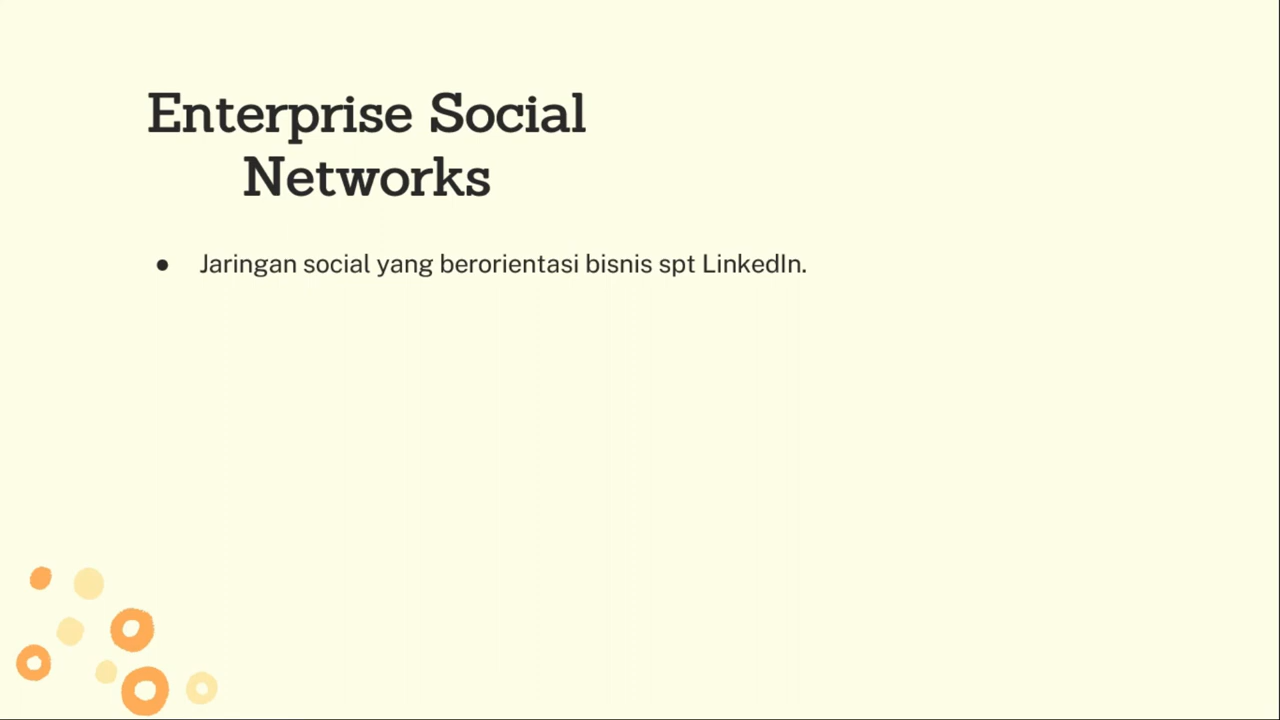 Enterprise Social
Networks
● Jaringan social yang berorientasi bisnis spt LinkedIn.